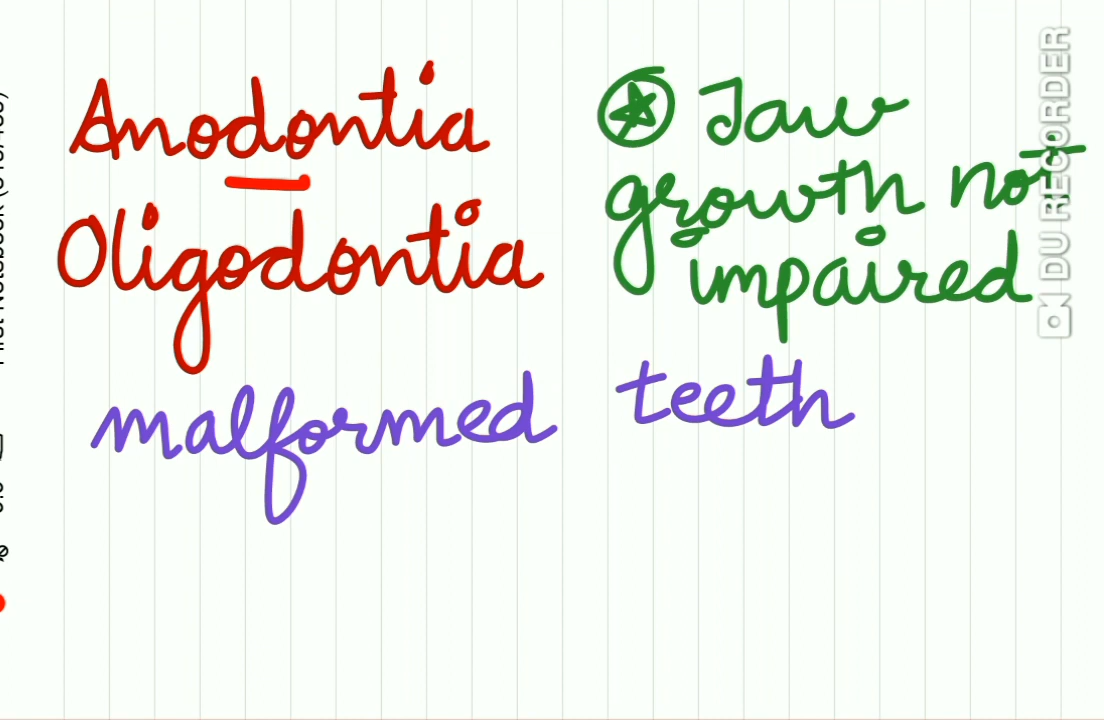 Anodontia
Oligodontia
malformed teeth
Jaw
growth not
impaired
DU RECORDER